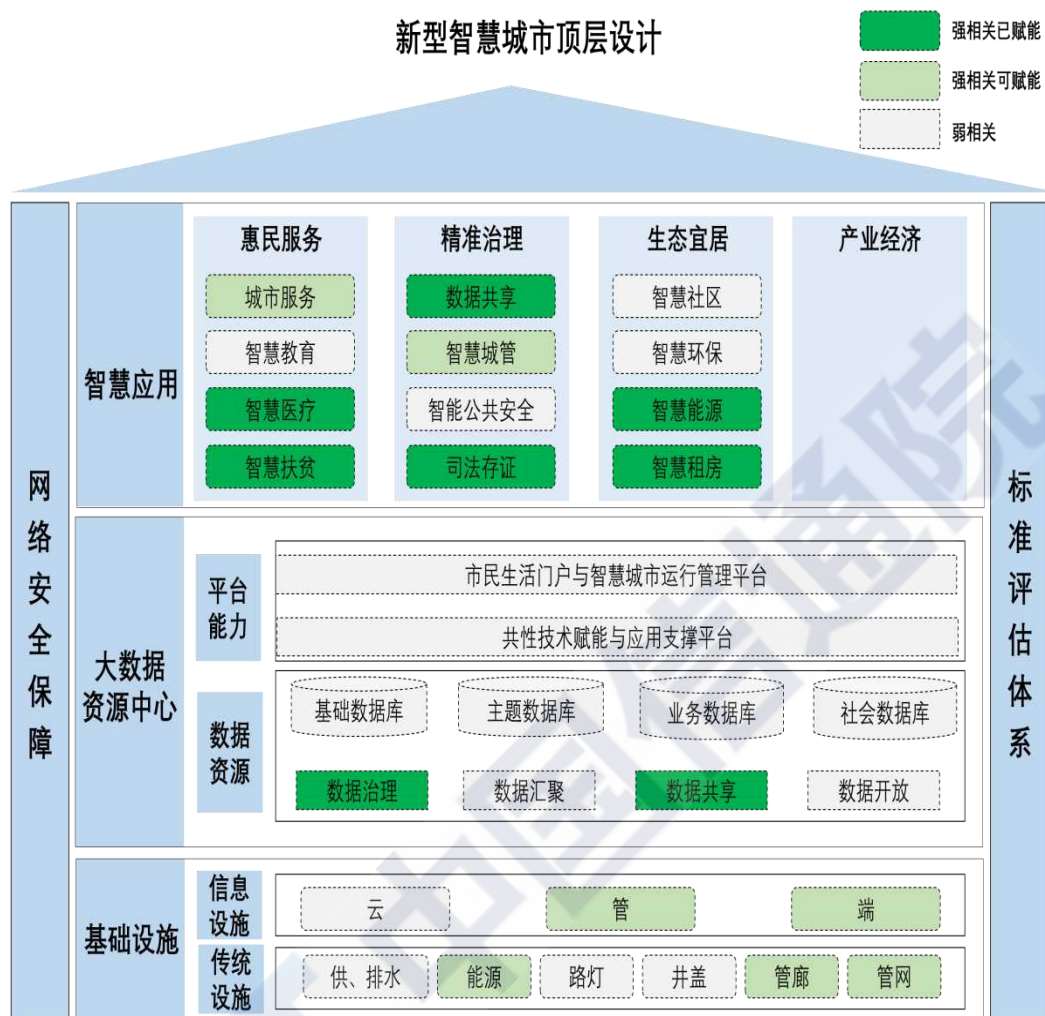 新型智慧城市顶层设计
强相关已赋能
强相关可赋能
弱相关
网络安全保障
标准评估体系
智慧应用
惠民服务
城市服务
智慧教育
智慧医疗
智慧扶贫
精准治理
数据共享
智慧城管
智能公共安全
司法存证
生态宜居
智慧社区
智慧环保
智慧能源
智慧租房
产业经济
大数据
资源中心
平台
能力
市民生活门户与智慧城市运行管理平台
共性技术赋能与应用支撑平台
数据
资源
基础数据库
主题数据库
业务数据库
社会数据库
数据治理
数据汇聚
数据共享
数据开放
基础设施
信息
设施
云
管
端
传统
设施
供、排水
能源
路灯
井盖
管廊
管网
中国信通院